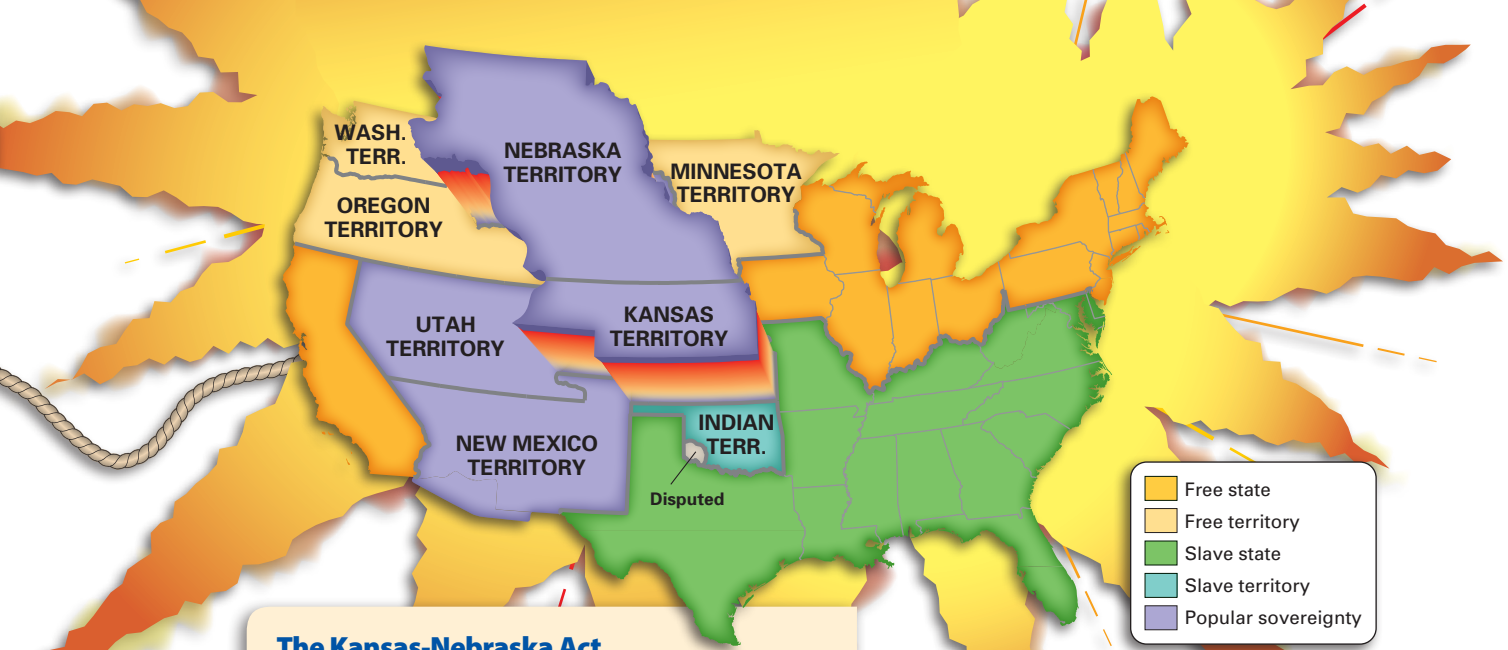 WASH.
TERR.
OREGON
TERRITORY
NEBRASKA
TERRITORY
MINNESOTA
TERRITORY
UTAH
TERRITORY
KANSAS
TERRITORY
NEW MEXICO
TERRITORY
INDIAN
TERR.
Disputed
Free state
Free territory
Slave state
Slave territory
Popular sovereignty
The Kansas-Nebraska Act